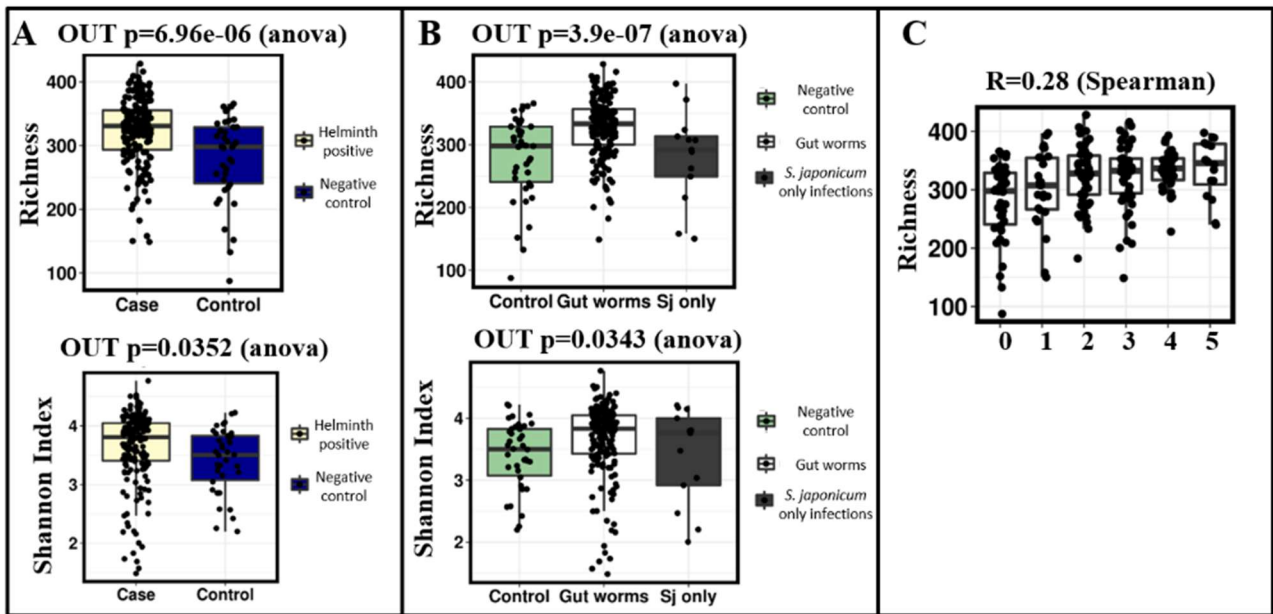 A
OUT p=6.96e-06 (anova)
Richness
400
300
200
100
Case
Control
Helminth
positive
Negative
control
OUT p=0.0352 (anova)
Shannon Index
4
3
2
Case
Control
Helminth
positive
Negative
control
B
OUT p=3.9e-07 (anova)
Richness
400
300
200
100
Control
Gut worms
Sj only
Negative
control
Gut worms
S. japonicum
only infections
OUT p=0.0343 (anova)
Shannon Index
4
3
2
Control
Gut worms
Sj only
Negative
control
Gut worms
S. japonicum
only infections
C
R=0.28 (Spearman)
Richness
400
300
200
100
0 1 2 3 4 5